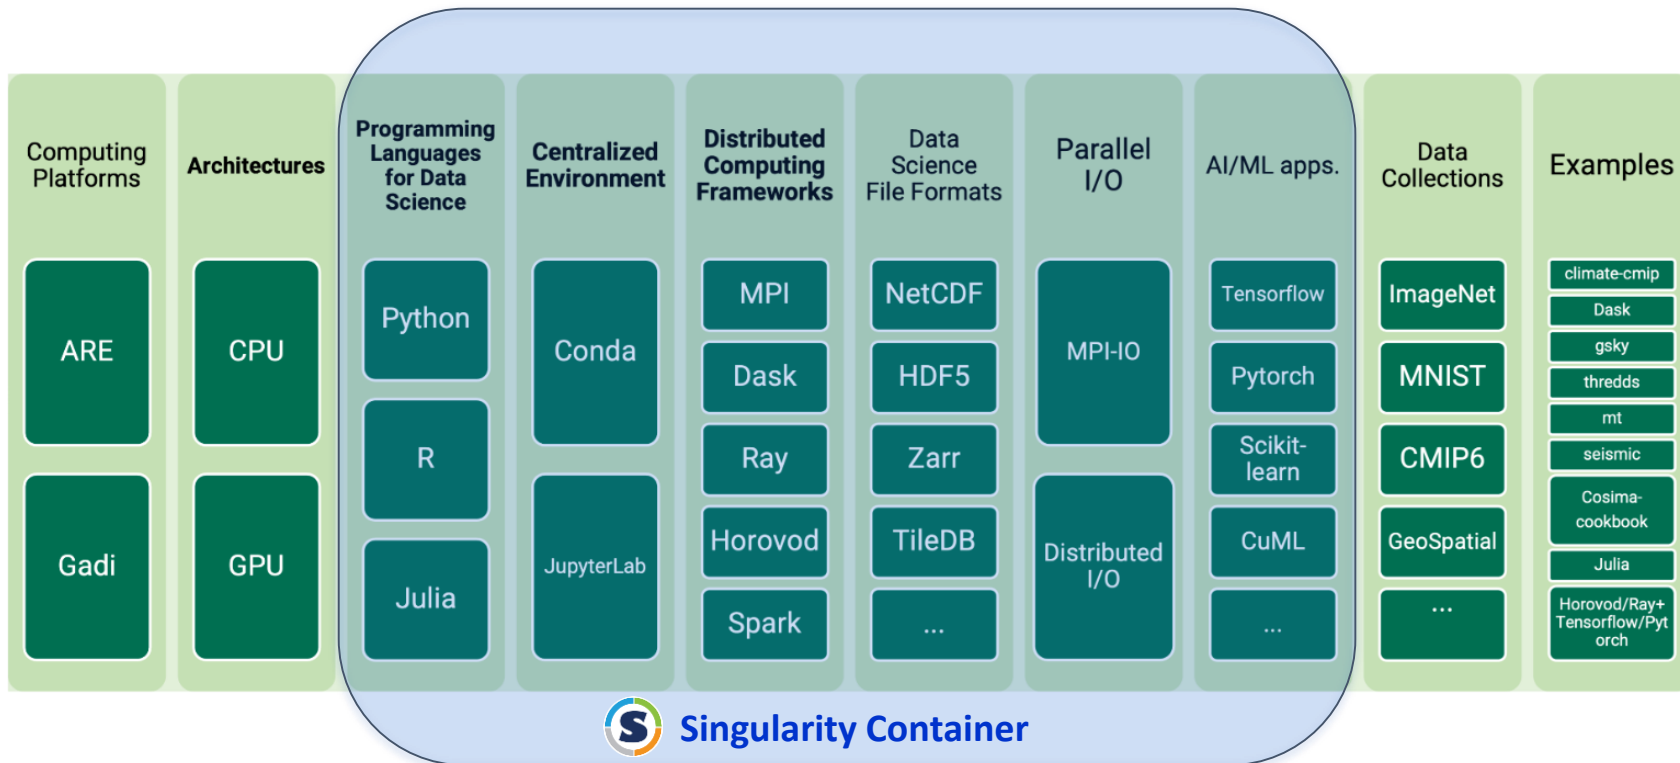 Computing
Platforms
ARE
Gadi
Architectures
CPU
GPU
Programming
Languages
for Data
Science
Python
R
Julia
Centralized
Environment
Conda
JupyterLab
Distributed
Computing
Frameworks
MPI
Dask
Ray
Horovod
Spark
Data
Science
File Formats
NetCDF
HDF5
Zarr
TileDB
...
Parallel
I/O
MPI-IO
Distributed
I/O
AI/ML apps.
Tensorflow
Pytorch
Scikit-
learn
CuML
...
Data
Collections
ImageNet
MNIST
CMIP6
GeoSpatial
...
Examples
climate-cmip
Dask
gsky
thredds
mt
seismic
Cosima-
cookbook
Julia
Horovod/Ray+
Tensorflow/Pyt
orch
S Singularity Container